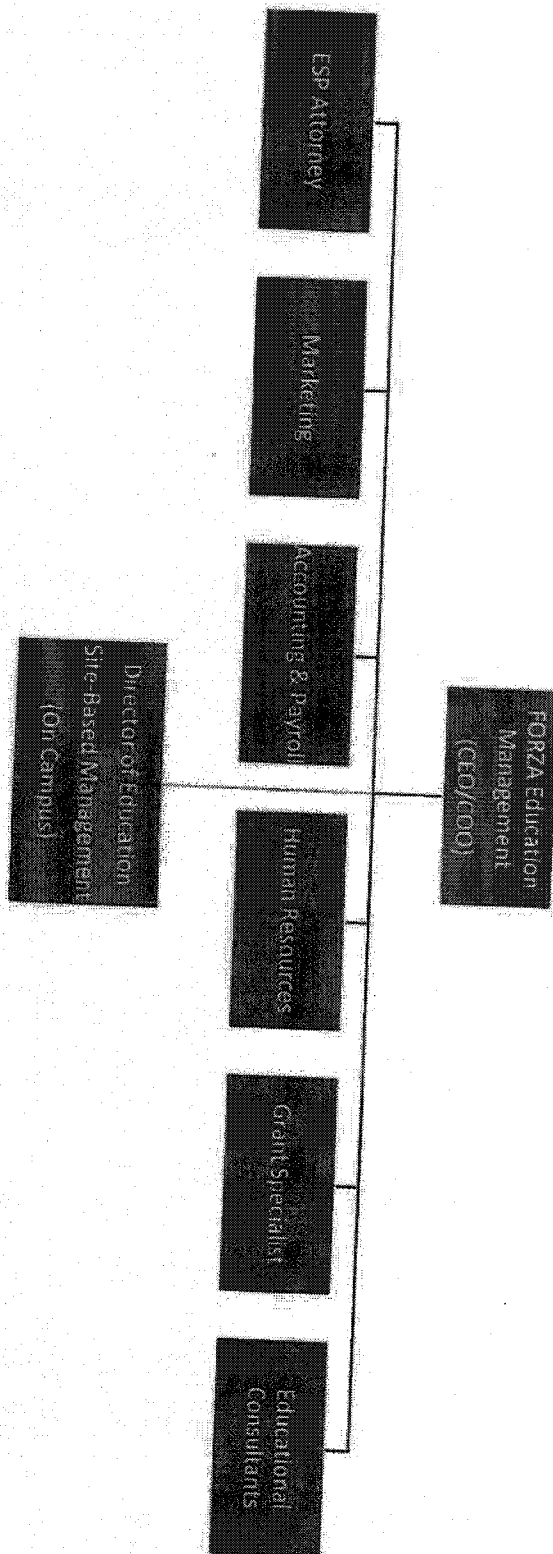 FORZA Education
Management
(CEO/COO)
ESP Attorney
Marketing
Accounting & Payroll
Human Resources
Grant Specialist
Educational
Consultants
Director of Education
Site-Based Management
(On Campus)